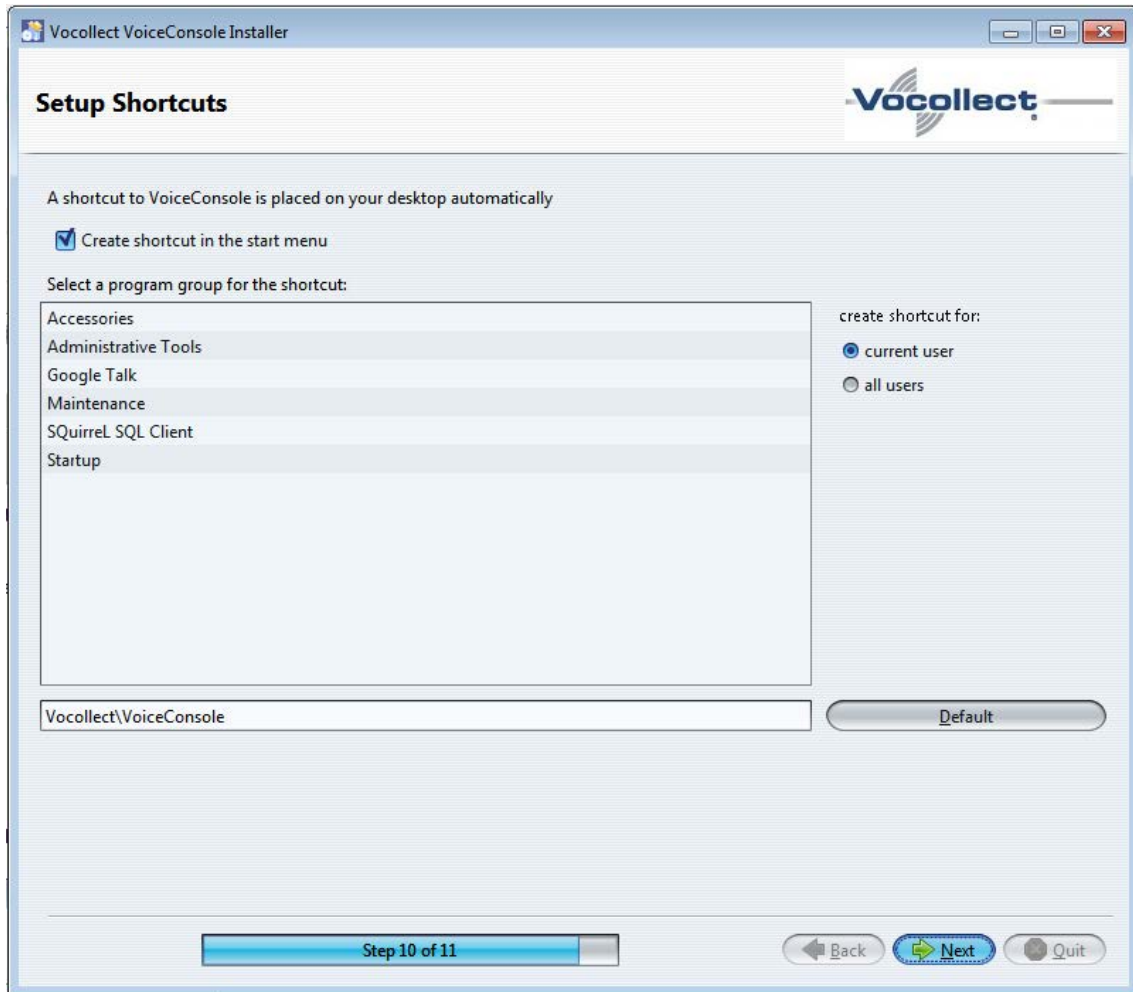 Vocollect VoiceConsole Installer
Setup Shortcuts
Vocollect
A shortcut to VoiceConsole is placed on your desktop automatically
Create shortcut in the start menu
Select a program group for the shortcut:
Accessories
Administrative Tools
Google Talk
Maintenance
SQuirreL SQL Client
Startup
create shortcut for:
current user
all users
Vocollect\VoiceConsole
Default
Step 10 of 11
Back
Next
Quit